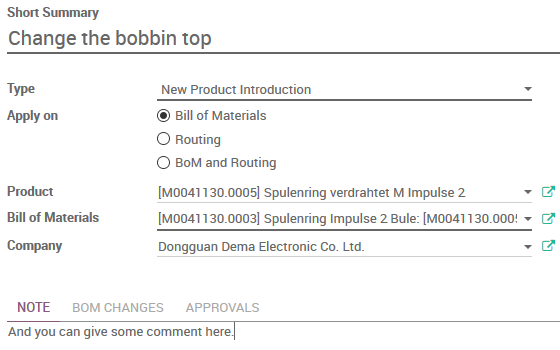 Short Summary
Change the bobbin top
Type New Product Introduction
Apply on Bill of Materials
Routing
BoM and Routing
Product [M0041130.0005] Spulenring verdrahtet M Impulse 2
Bill of Materials [M0041130.0003] Spulenring Impulse 2 Bule: [M0041130.000
Company Dongguan Dema Electronic Co. Ltd.
NOTE BOM CHANGES APPROVALS
And you can give some comment here.